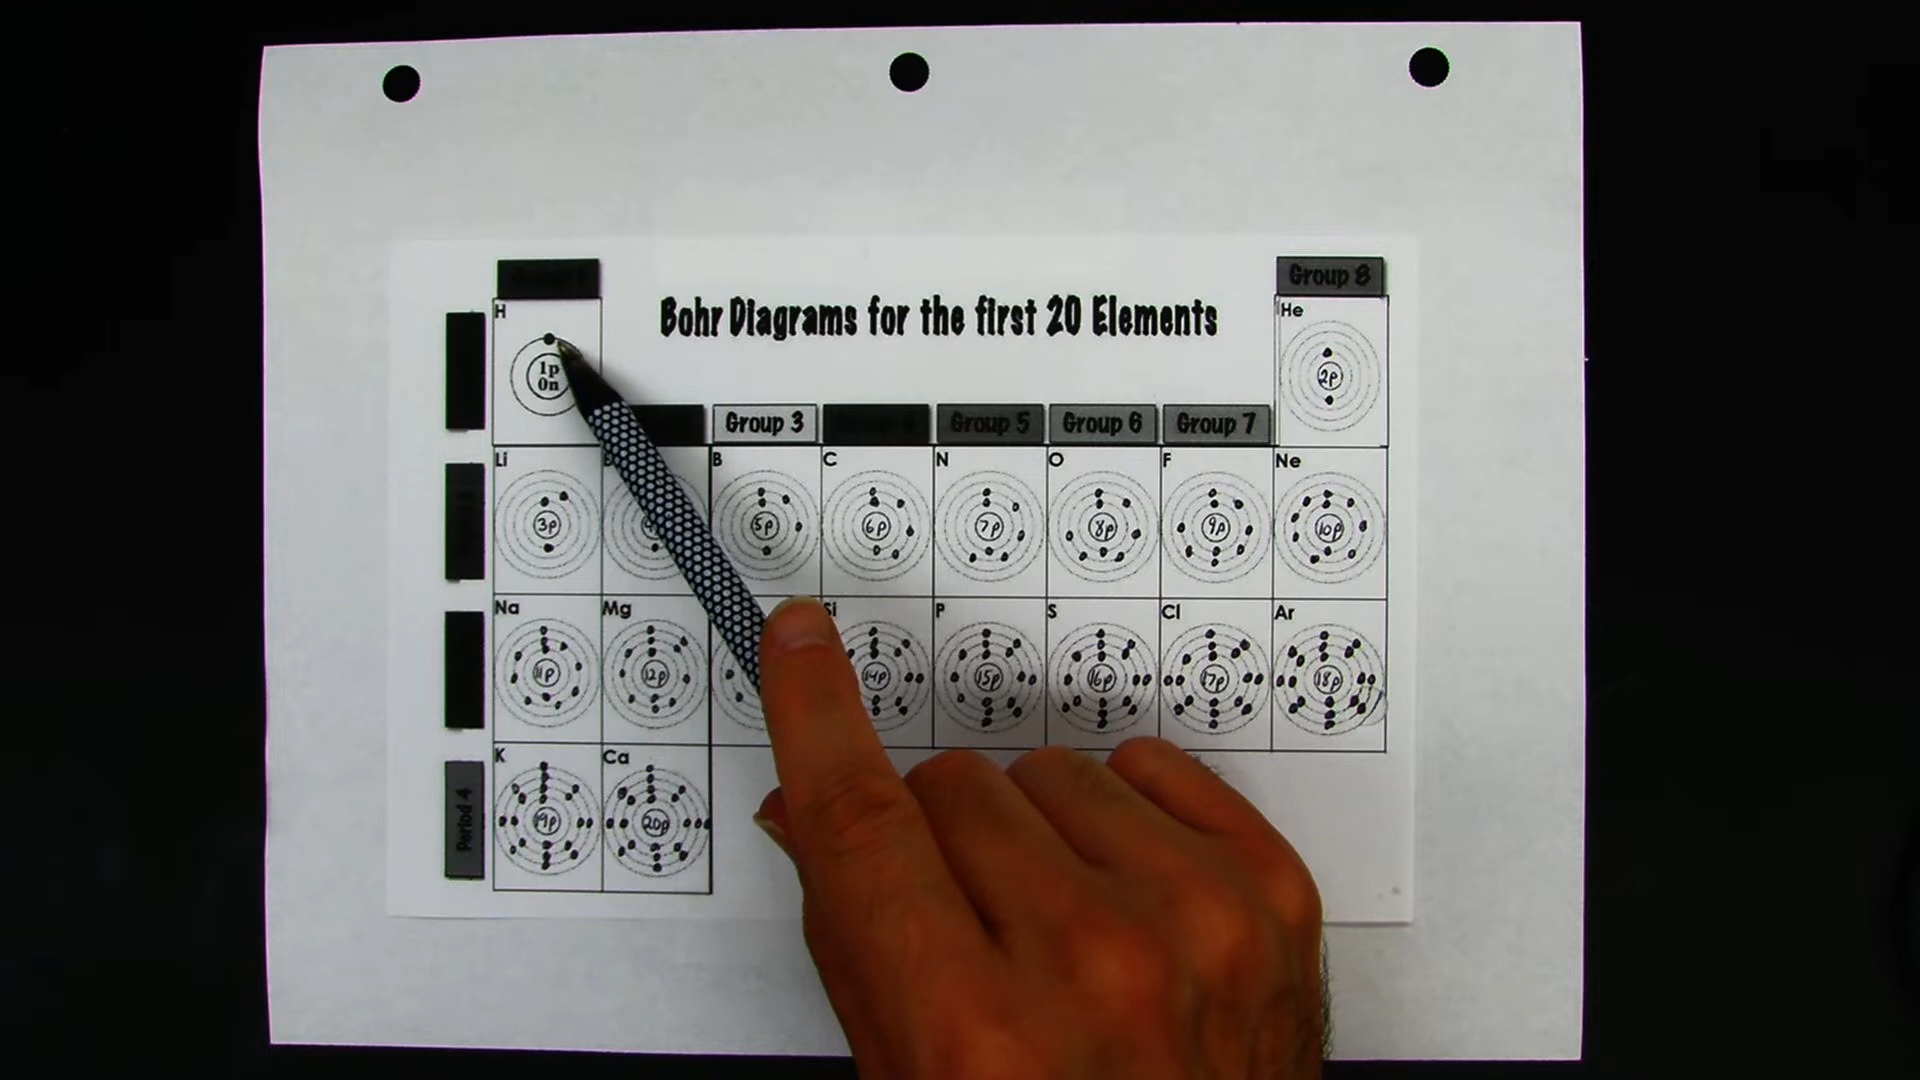 Group 8
Bohr Diagrams for the first 20 Elements
H
He
1p
0n
2p
Group 3
Group 5
Group 6
Group 7
Li
B
C
N
O
F
Ne
3p
5p
6p
7p
8p
9p
10p
Na
Mg
Si
P
S
Cl
Ar
11p
12p
14p
15p
16p
17p
18p
K
Ca
Period 4
19p
20p